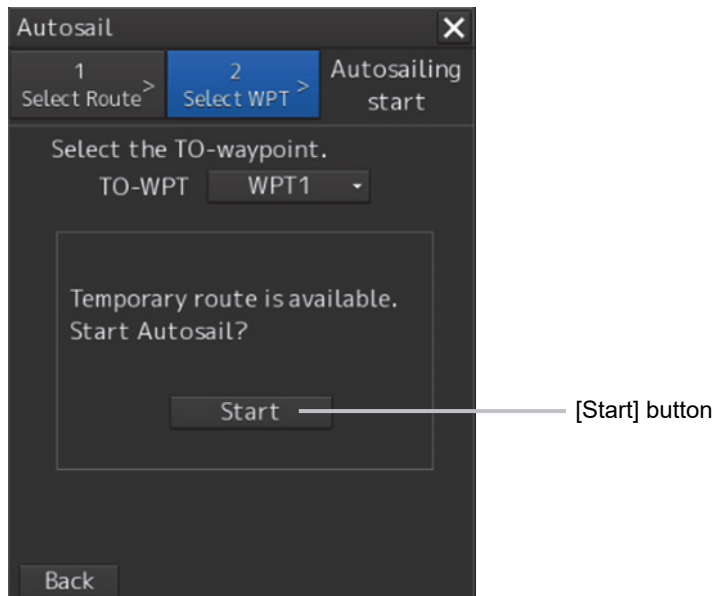 Autosail
1
Select Route >
2
Select WPT >
Autosailing
start
Select the TO-waypoint.
TO-WPT WPT1
Temporary route is available.
Start Autosail?
Start
[Start] button
Back